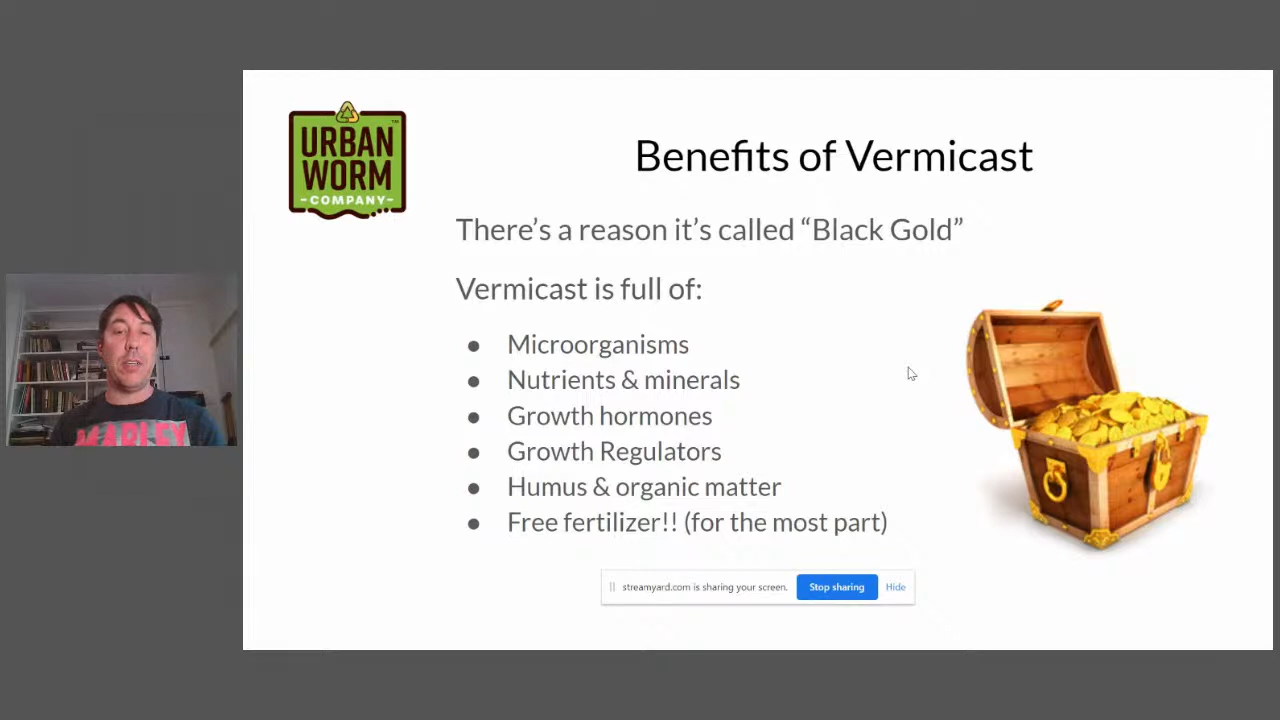 URBAN
WORM
-COMPANY-
™
Benefits of Vermicast
There's a reason it's called “Black Gold”
Vermicast is full of:
● Microorganisms
● Nutrients & minerals
● Growth hormones
● Growth Regulators
● Humus & organic matter
● Free fertilizer!! (for the most part)
MARLEY
streamyard.com is sharing your screen. Stop sharing Hide